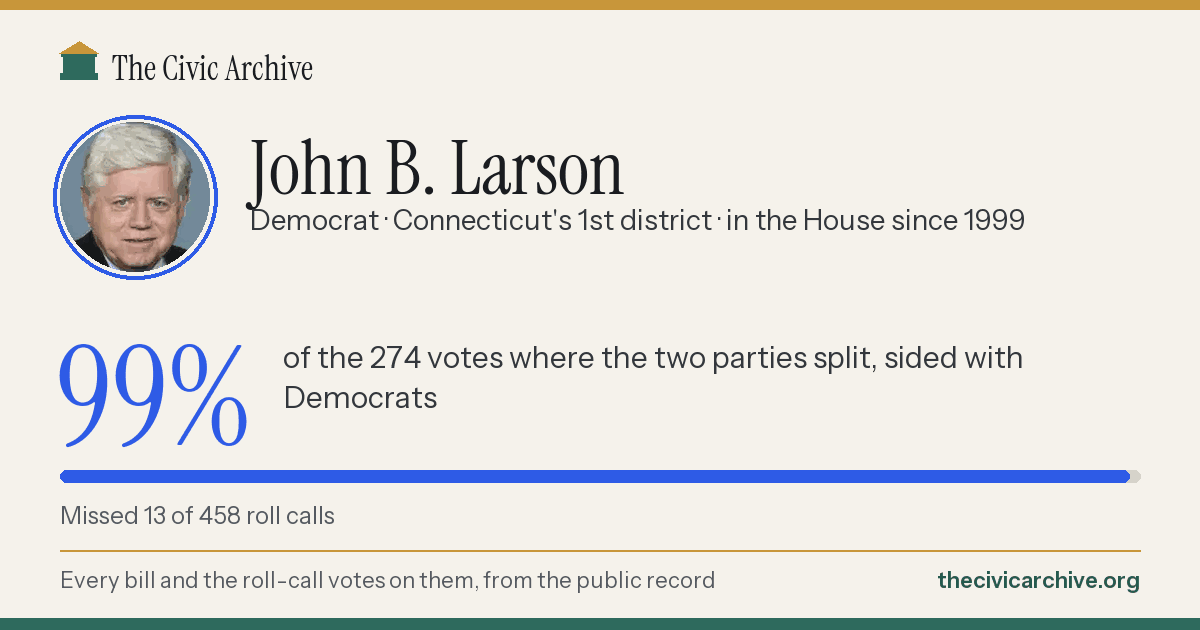 The Civic Archive
John B. Larson
Democrat · Connecticut's 1st district · in the House since 1999
99%
of the 274 votes where the two parties split, sided with
Democrats
Missed 13 of 458 roll calls
Every bill and the roll-call votes on them, from the public record
thecivicarchive.org